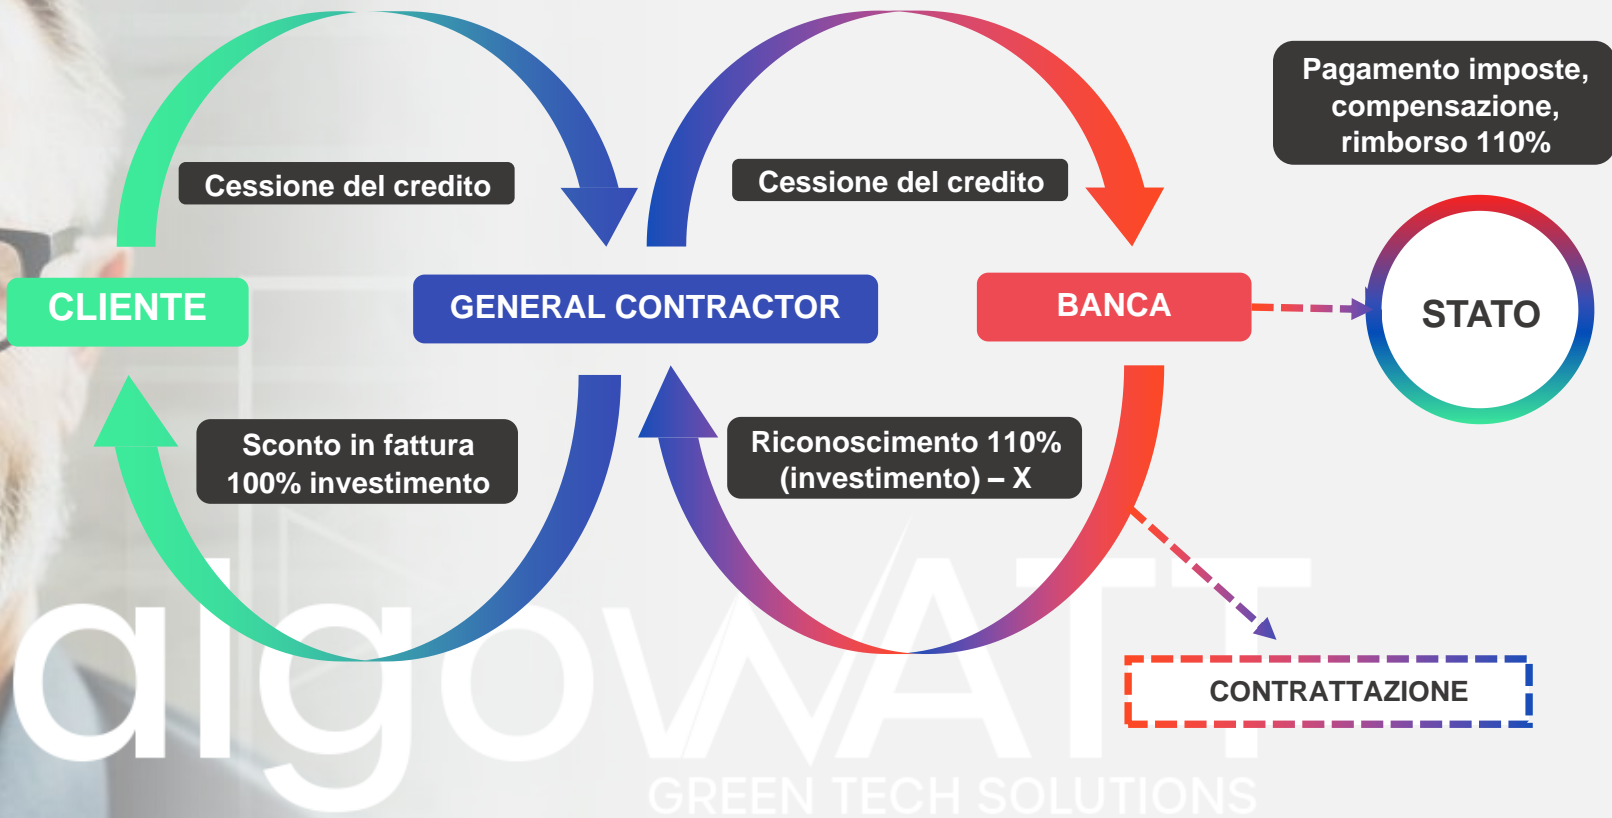 Pagamento imposte,
compensazione,
rimborso 110%
Cessione del credito
Cessione del credito
CLIENTE
GENERAL CONTRACTOR
BANCA
STATO
Sconto in fattura
100% investimento
Riconoscimento 110%
(investimento) – X
CONTRATTAZIONE
algoWATT
GREEN TECH SOLUTIONS